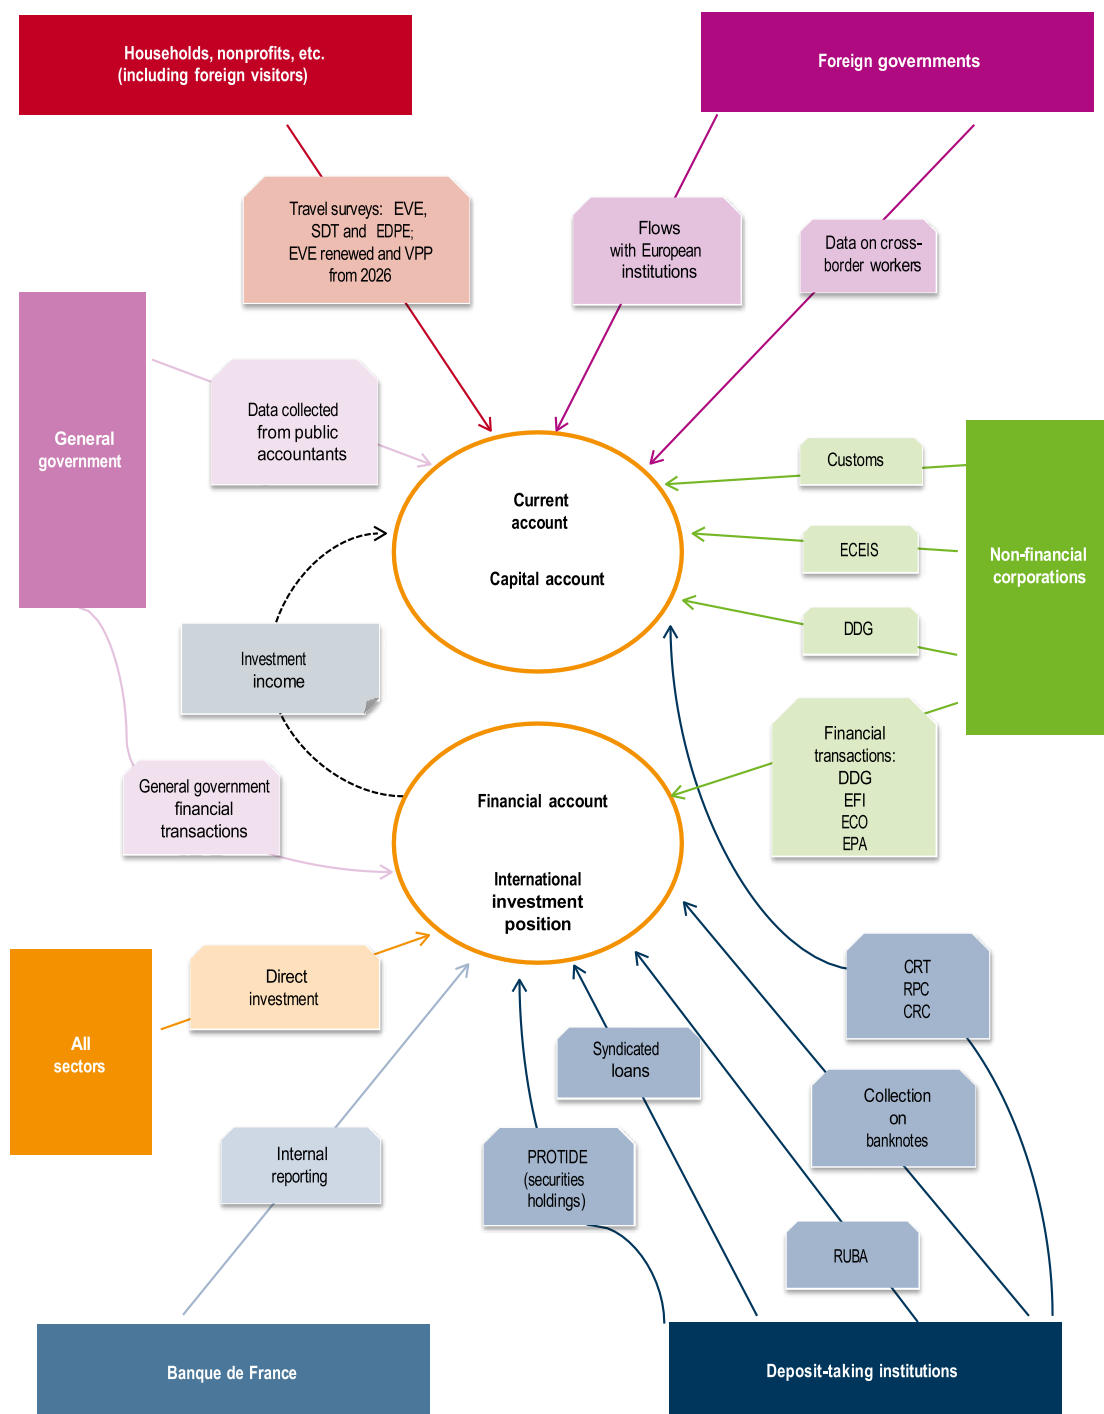 Households, nonprofits, etc.
(including foreign visitors)
Foreign governments
Travel surveys: EVE,
SDT and EDPE;
EVE renewed and VPP
from 2026
Flows
with European
institutions
Data on cross-
border workers
General
government
Data collected
from public
accountants
Current
account
Capital account
Customs
ECEIS
DDG
Non-financial
corporations
Investment
income
Financial
transactions:
DDG
EFI
ECO
EPA
General government
financial
transactions
Financial account
International
investment
position
All
sectors
Direct
investment
CRT
RPC
CRC
Syndicated
loans
Collection
on
banknotes
Internal
reporting
PROTIDE
(securities
holdings)
RUBA
Banque de France
Deposit-taking institutions